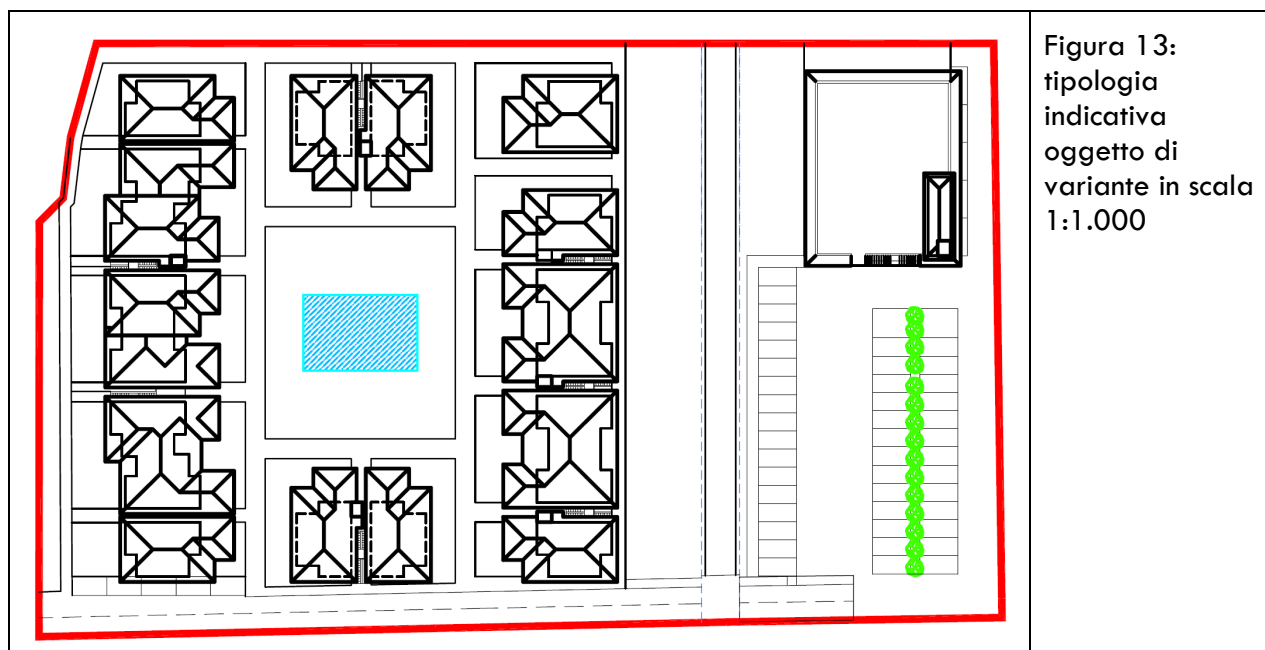 Figura 13:
tipologia
indicativa
oggetto di
variante in scala
1:1.000